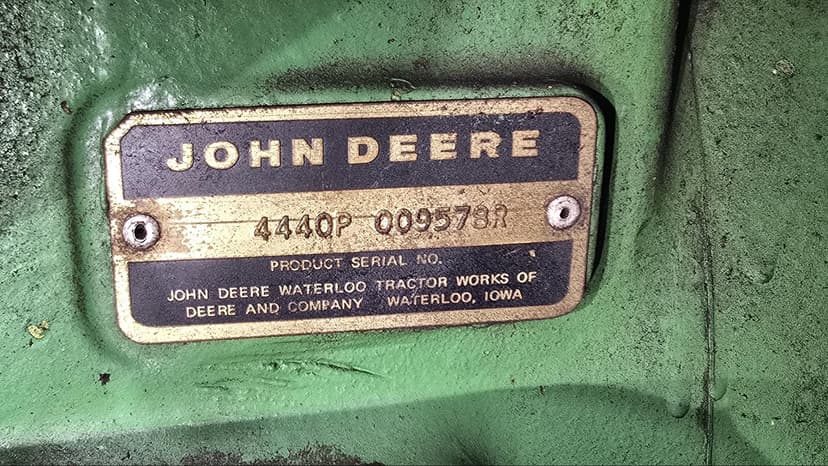 JOHN DEERE
4440P 009578R
PRODUCT SERIAL NO.
JOHN DEERE WATERLOO TRACTOR WORKS OF
DEERE AND COMPANY WATERLOO, IOWA